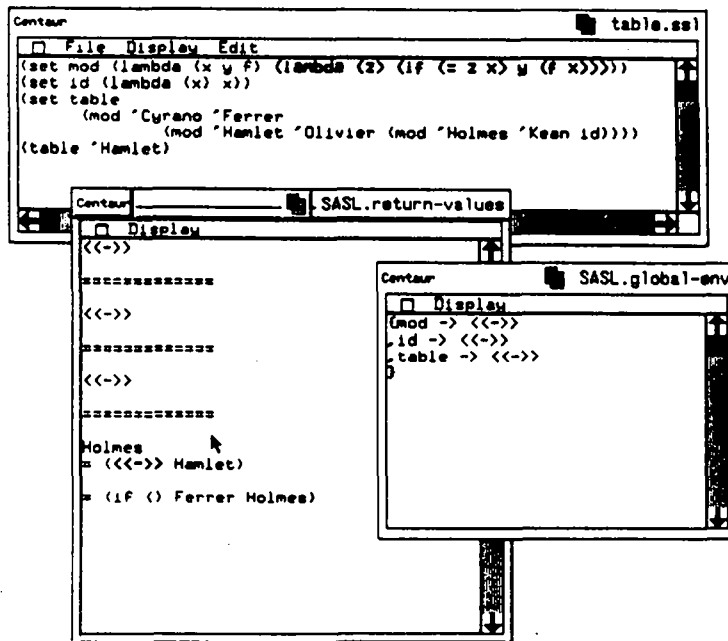 Centaur table.ssl
File Display Edit
(set mod (lambda (x y f) (lambda (z) (if (= z x) y (f x)))))
(set id (lambda (x) x))
(set table
(mod ^Cyrano ^Ferrer
(mod ^Hamlet ^Olivier (mod ^Holmes ^Kean id))))
(table ^Hamlet)
Centaur SASL.return-values
Display
<<->>
=============
<<->>
=============
<<->>
=============
Holmes
= (<<->> Hamlet)
= (if () Ferrer Holmes)
Centaur SASL.global-env
Display
{mod -> <<->>
,id -> <<->>
,table -> <<->>
}